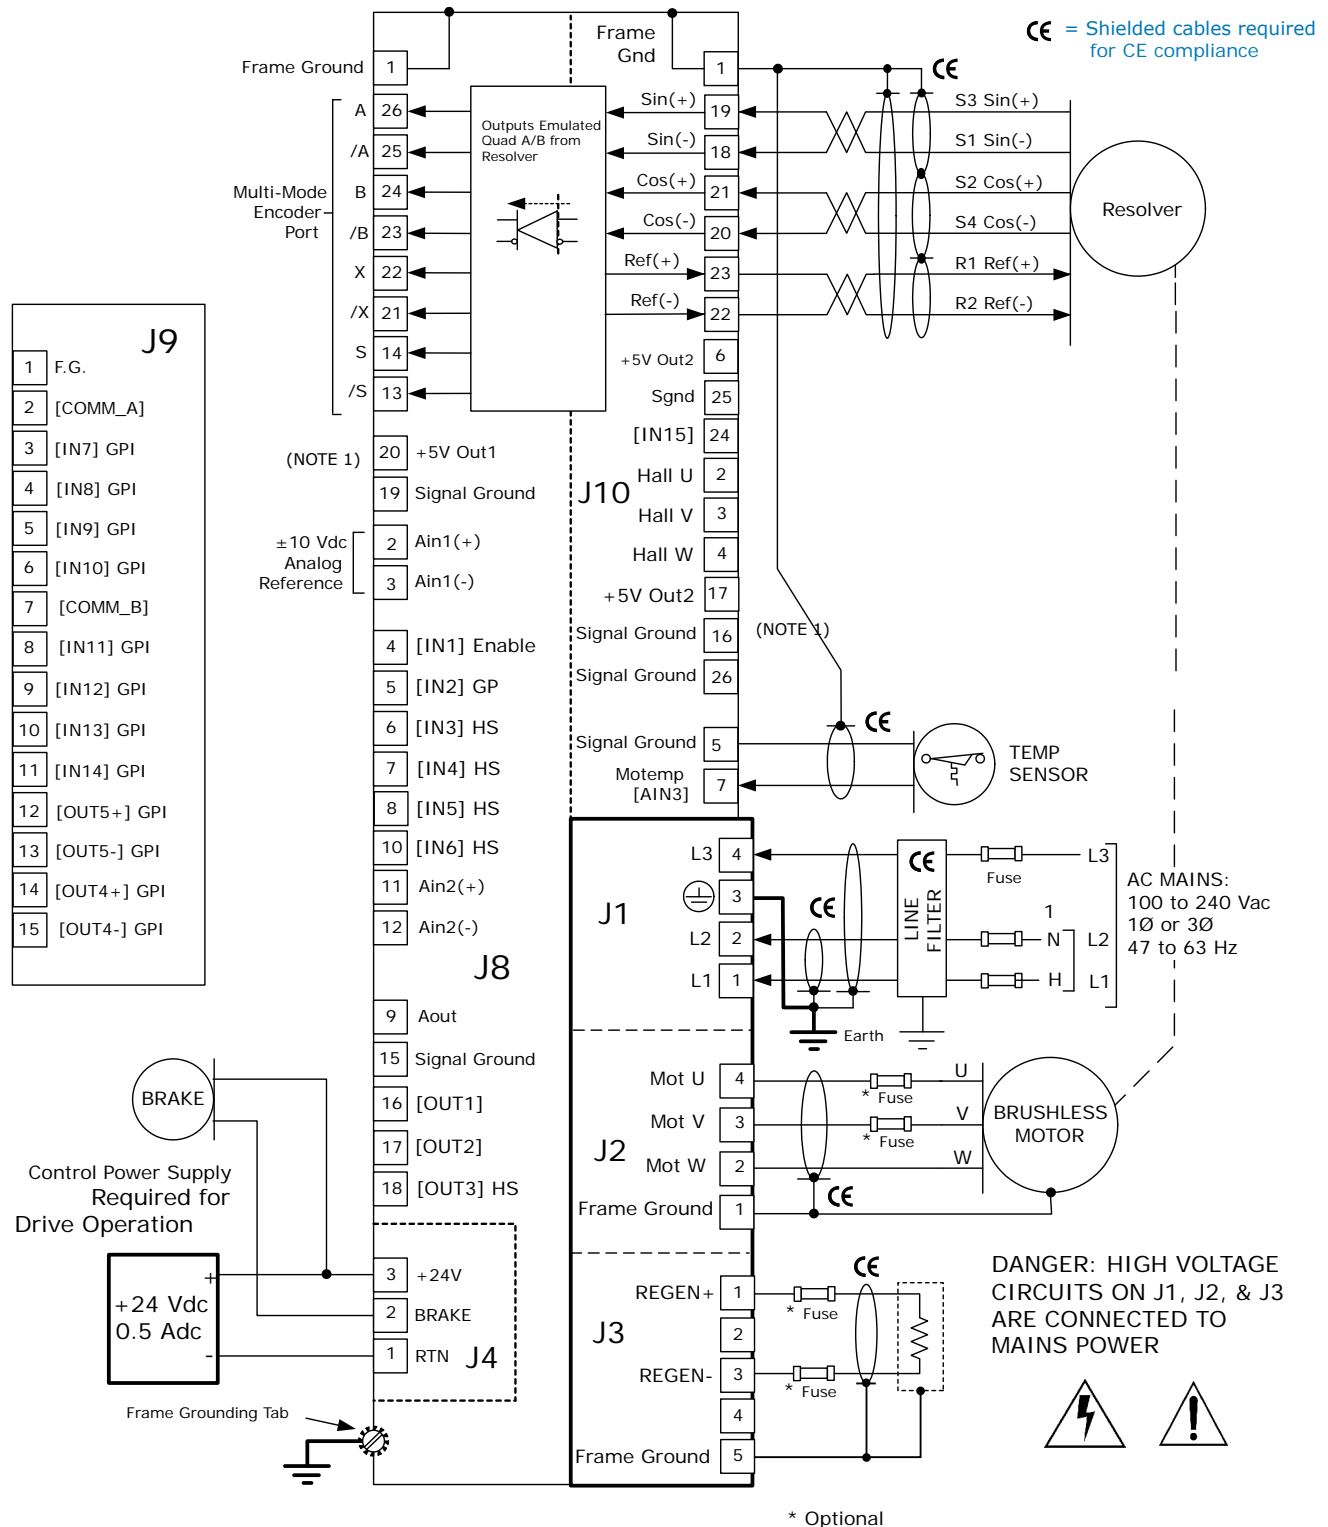 CE = Shielded cables required
for CE compliance
Frame Ground 1
Frame
Gnd 1
CE
Multi-Mode
Encoder
Port
A 26
/A 25
B 24
/B 23
X 22
/X 21
S 14
/S 13
Outputs Emulated
Quad A/B from
Resolver
Sin(+) 19 S3 Sin(+)
Sin(-) 18 S1 Sin(-)
Cos(+) 21 S2 Cos(+)
Cos(-) 20 S4 Cos(-)
Ref(+) 23 R1 Ref(+)
Ref(-) 22 R2 Ref(-)
Resolver
+5V Out2 6
Sgnd 25
[IN15] 24
Hall U 2
Hall V 3
Hall W 4
+5V Out2 17
Signal Ground 16 (NOTE 1)
Signal Ground 26
Signal Ground 5
Motemp
[AIN3] 7
J10
CE
TEMP
SENSOR
J9
1 F.G.
2 [COMM_A]
3 [IN7] GPI
4 [IN8] GPI
5 [IN9] GPI
6 [IN10] GPI
7 [COMM_B]
8 [IN11] GPI
9 [IN12] GPI
10 [IN13] GPI
11 [IN14] GPI
12 [OUT5+] GPI
13 [OUT5-] GPI
14 [OUT4+] GPI
15 [OUT4-] GPI
(NOTE 1) 20 +5V Out1
19 Signal Ground
±10 Vdc
Analog
Reference
2 Ain1(+)
3 Ain1(-)
4 [IN1] Enable
5 [IN2] GP
6 [IN3] HS
7 [IN4] HS
8 [IN5] HS
10 [IN6] HS
11 Ain2(+)
12 Ain2(-)
J8
9 Aout
15 Signal Ground
16 [OUT1]
17 [OUT2]
18 [OUT3] HS
J1
L3 4
3
L2 2
L1 1
CE
Earth
CE
LINE
FILTER
Fuse
L3
1
N L2
H L1
AC MAINS:
100 to 240 Vac
1Ø or 3Ø
47 to 63 Hz
J2
Mot U 4
Mot V 3
Mot W 2
Frame Ground 1
* Fuse
* Fuse
U
V
W
CE
BRUSHLESS
MOTOR
BRAKE
Control Power Supply
Required for
Drive Operation
+
+24 Vdc
0.5 Adc
-
3 +24V
2 BRAKE
1 RTN
J4
Frame Grounding Tab
J3
REGEN+ 1
2
REGEN- 3
4
Frame Ground 5
* Fuse
* Fuse
CE
DANGER: HIGH VOLTAGE
CIRCUITS ON J1, J2, & J3
ARE CONNECTED TO
MAINS POWER
* Optional